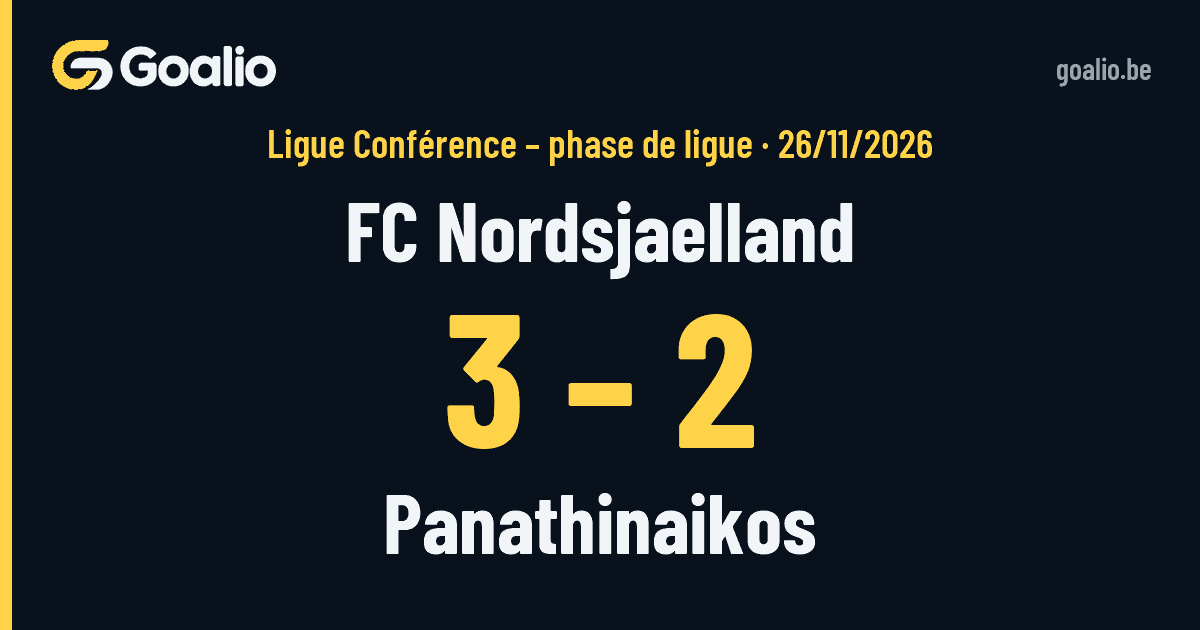 Goalio
goalio.be
Ligue Conférence – phase de ligue · 26/11/2026
FC Nordsjaelland
3 – 2
Panathinaikos